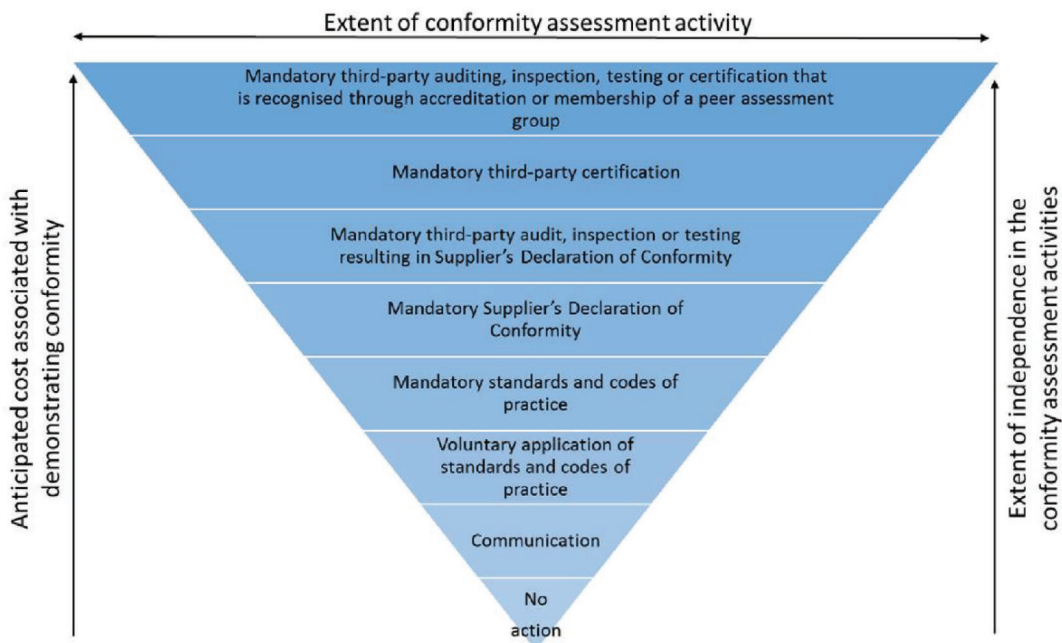 Extent of conformity assessment activity
Mandatory third-party auditing, inspection, testing or certification that
is recognised through accreditation or membership of a peer assessment
group
Mandatory third-party certification
Mandatory third-party audit, inspection or testing
resulting in Supplier's Declaration of Conformity
Mandatory Supplier's Declaration of
Conformity
Mandatory standards and codes of
practice
Voluntary application of
standards and codes of
practice
Communication
No
action
Anticipated cost associated with
demonstrating conformity
Extent of independence in the
conformity assessment activities